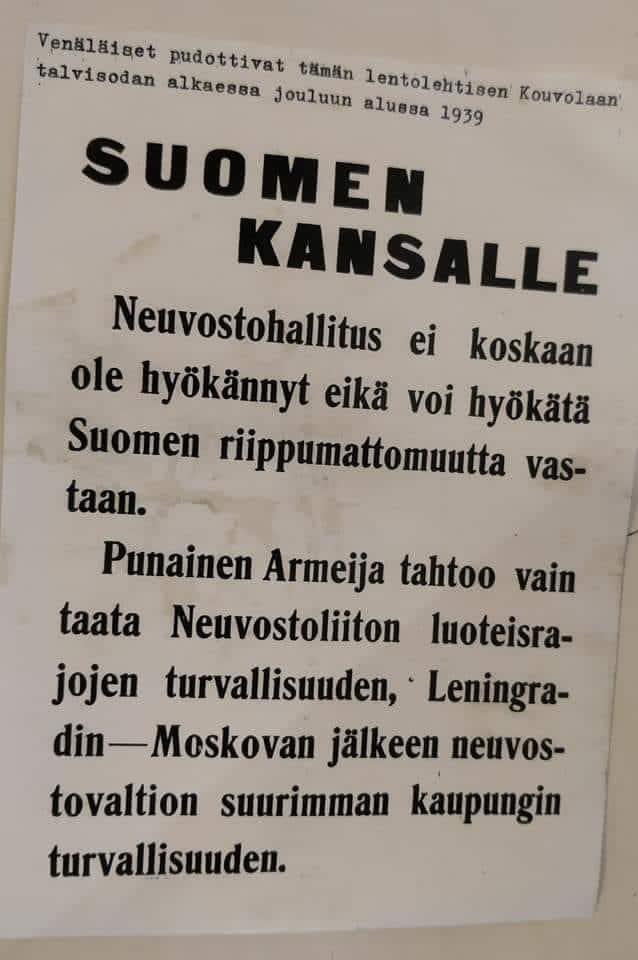 Venäläiset pudottivat tämän lentolehtisen Kouvolaan
talvisodan alkaessa jouluun alussa 1939
SUOMEN
KANSALLE
Neuvostohallitus ei koskaan
ole hyökännyt eikä voi hyökätä
Suomen riippumattomuutta vas-
taan.
Punainen Armeija tahtoo vain
taata Neuvostoliiton luoteisra-
jojen turvallisuuden, Leningra-
din—Moskovan jälkeen neuvos-
tovaltion suurimman kaupungin
turvallisuuden.